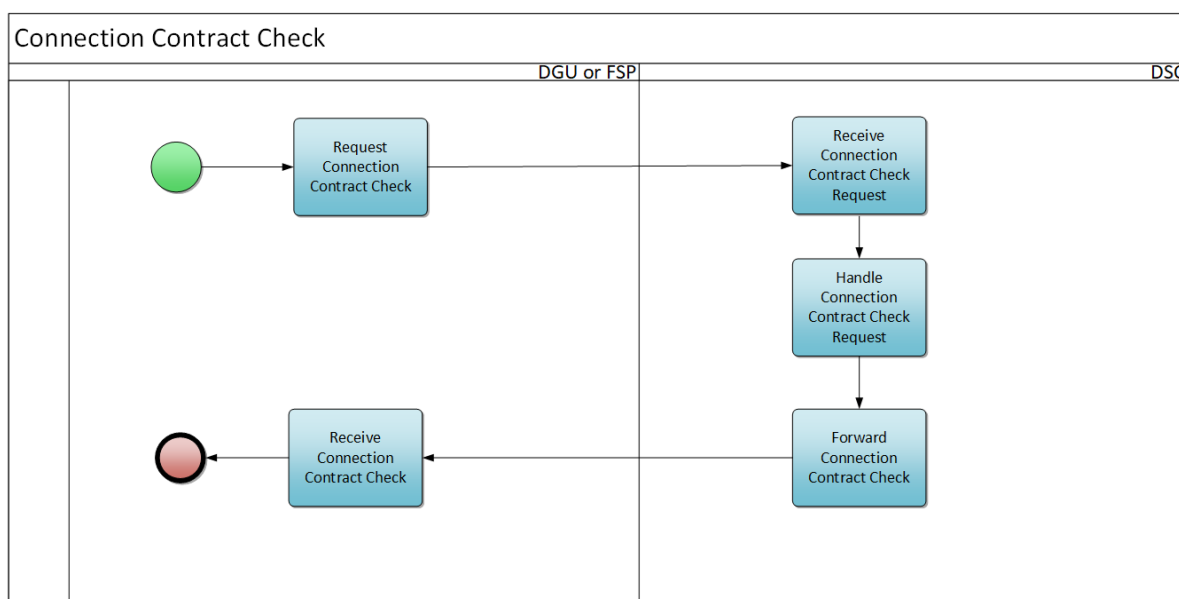 Connection Contract Check
DGU or FSP
Request
Connection
Contract Check
Receive
Connection
Contract Check
Request
Handle
Connection
Contract Check
Request
Receive
Connection
Contract Check
Forward
Connection
Contract Check